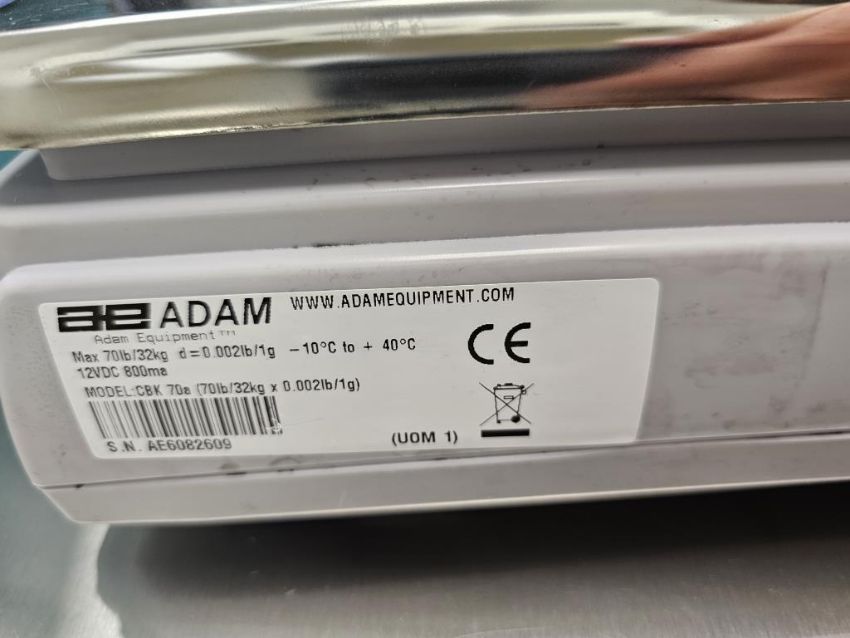 ae ADAM WWW.ADAMEQUIPMENT.COM
Adam Equipment™
Max 70lb/32kg d=0.002lb/1g -10°C to + 40°C
12VDC 800ma
MODEL:CBK 70a (70lb/32kg x 0.002lb/1g)
S.N. AE6082609
(UOM 1)
CE